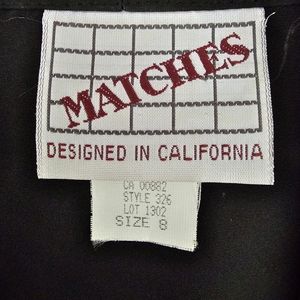 MATCHES
DESIGNED IN CALIFORNIA
CA 00882
STYLE 326
LOT 1302
SIZE 8